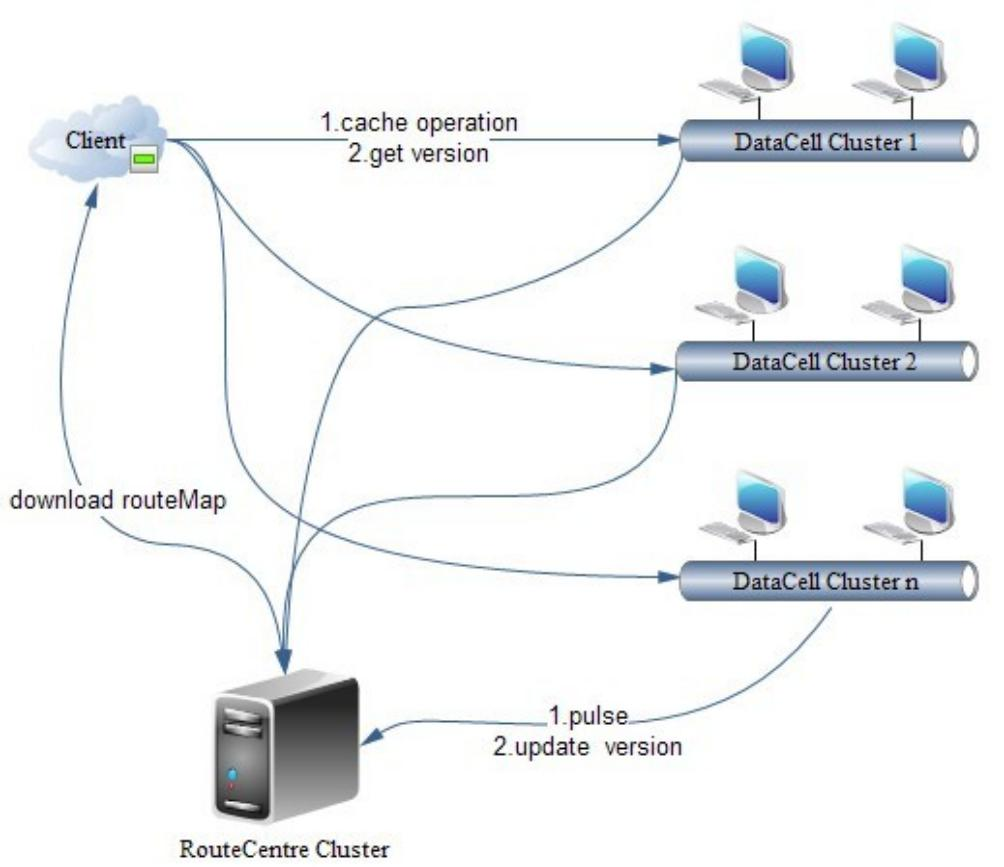 Client
1.cache operation
2.get version
DataCell Cluster 1
DataCell Cluster 2
download routeMap
DataCell Cluster n
1.pulse
2.update version
RouteCentre Cluster